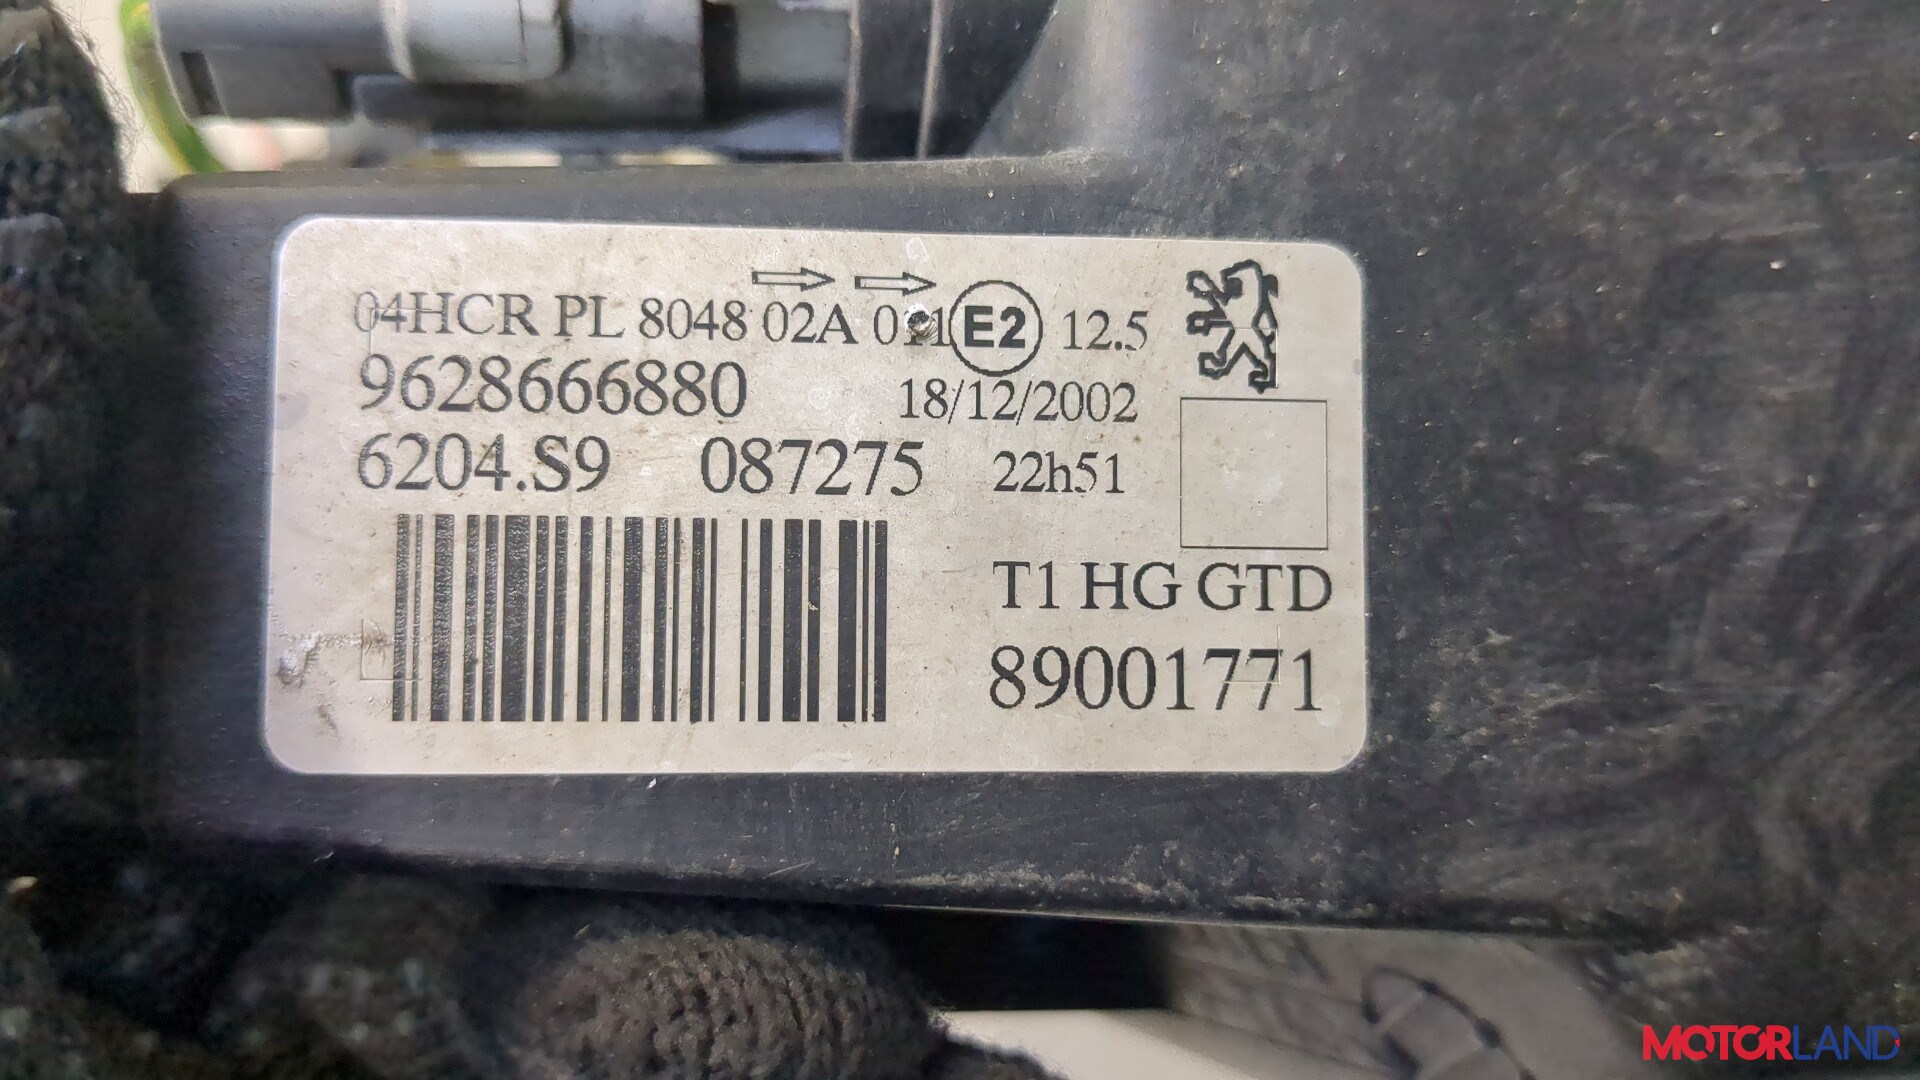 04HCR PL 8048 02A 011 E2 12.5
9628666880 18/12/2002
6204.S9 087275 22h51
T1 HG GTD
89001771
MOTORLAND